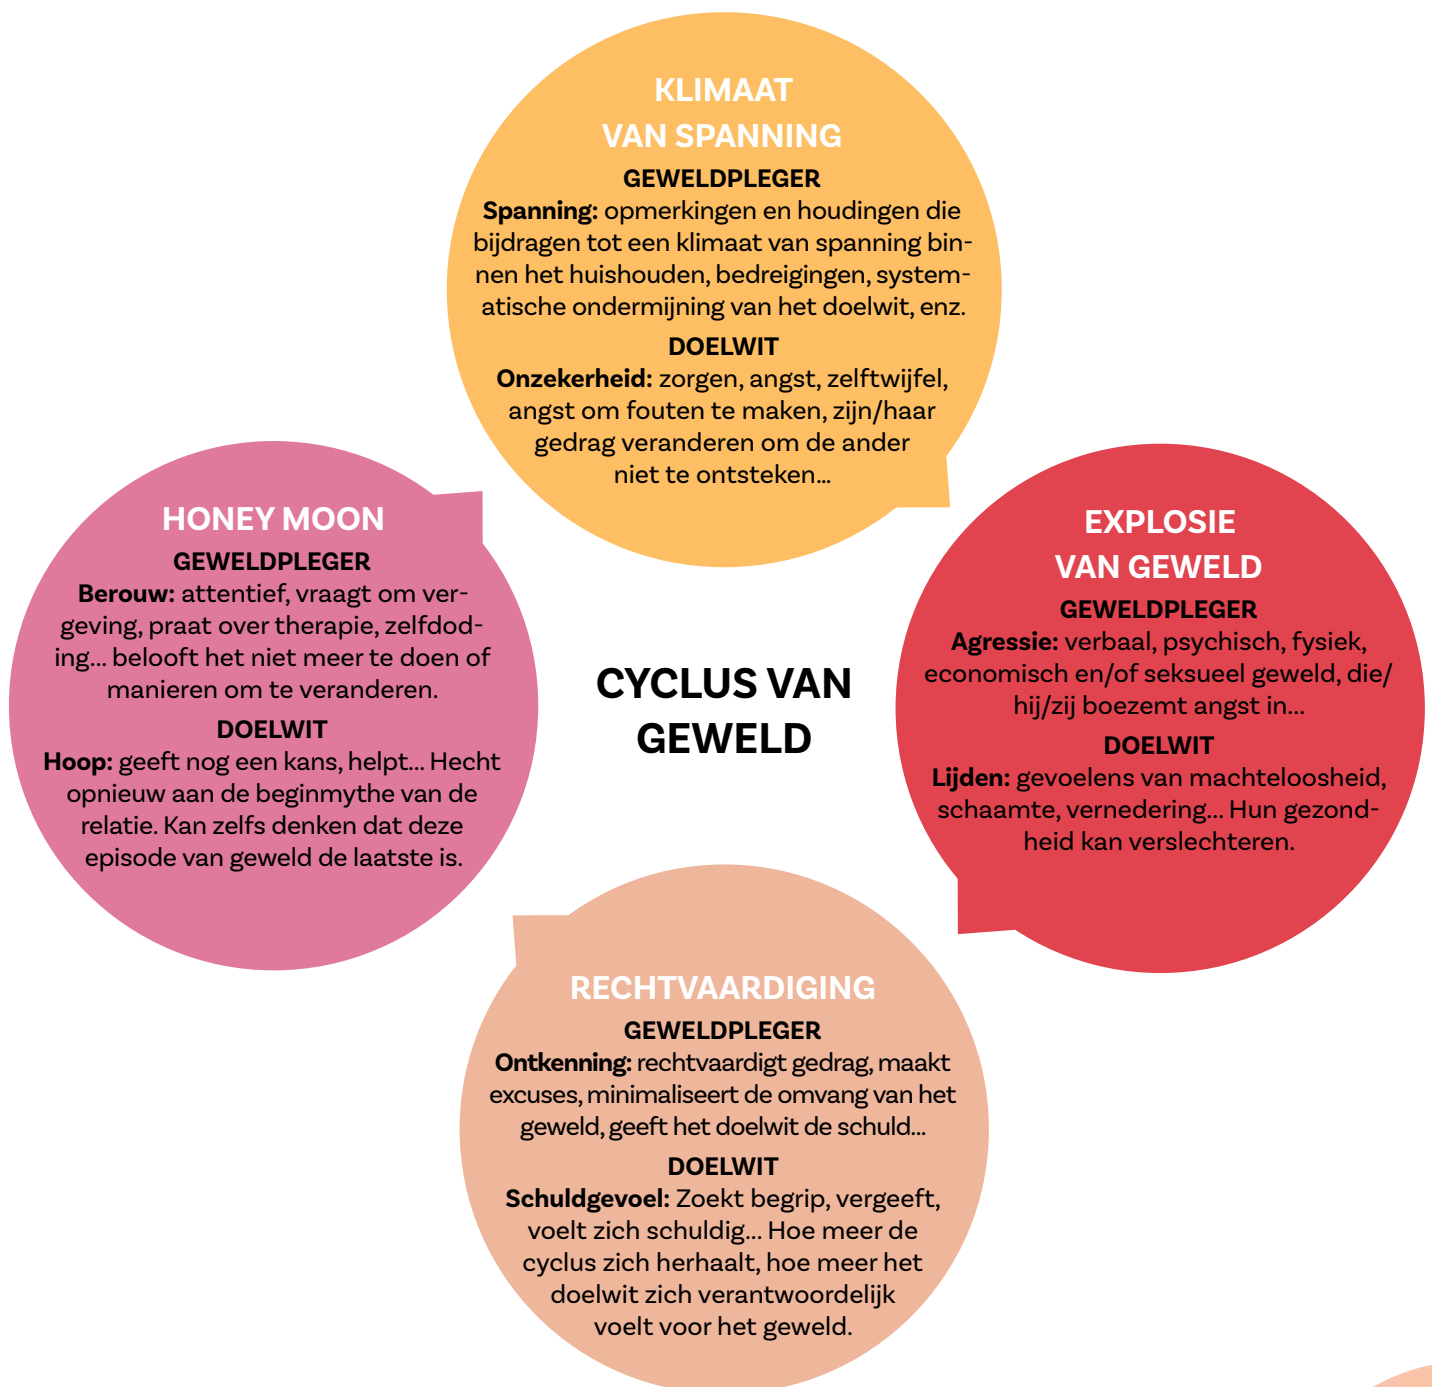 KLIMAAT
VAN SPANNING
GEWELDPLEGER
Spanning: opmerkingen en houdingen die
bijdragen tot een klimaat van spanning bin-
nen het huishouden, bedreigingen, system-
atische ondermijning van het doelwit, enz.
DOELWIT
Onzekerheid: zorgen, angst, zelftwijfel,
angst om fouten te maken, zijn/haar
gedrag veranderen om de ander
niet te ontsteken...
EXPLOSIE
VAN GEWELD
GEWELDPLEGER
Agressie: verbaal, psychisch, fysiek,
economisch en/of seksueel geweld, die/
hij/zij boezemt angst in...
DOELWIT
Lijden: gevoelens van machteloosheid,
schaamte, vernedering... Hun gezond-
heid kan verslechteren.
RECHTVAARDIGING
GEWELDPLEGER
Ontkenning: rechtvaardigt gedrag, maakt
excuses, minimaliseert de omvang van het
geweld, geeft het doelwit de schuld...
DOELWIT
Schuldgevoel: Zoekt begrip, vergeeft,
voelt zich schuldig... Hoe meer de
cyclus zich herhaalt, hoe meer het
doelwit zich verantwoordelijk
voelt voor het geweld.
HONEY MOON
GEWELDPLEGER
Berouw: attentief, vraagt om ver-
geving, praat over therapie, zelfdod-
ing... belooft het niet meer te doen of
manieren om te veranderen.
DOELWIT
Hoop: geeft nog een kans, helpt... Hecht
opnieuw aan de beginmythe van de
relatie. Kan zelfs denken dat deze
episode van geweld de laatste is.
CYCLUS VAN
GEWELD